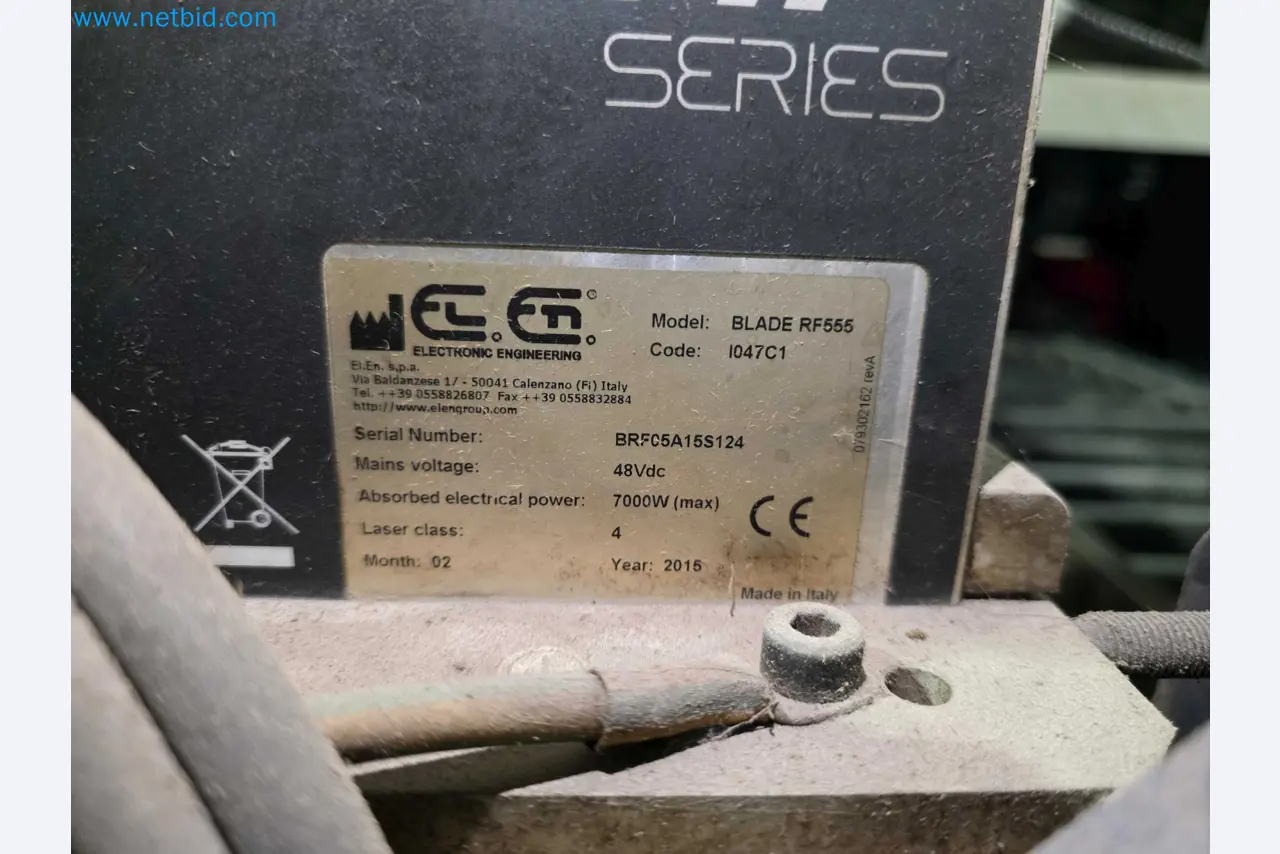 www.netbid.com
SERIES
EL.En.®
ELECTRONIC ENGINEERING
El.En. s.p.a.
Via Baldanzese 17 - 50041 Calenzano (Fi) Italy
Tel. ++39 0558826807 Fax ++39 0558832884
http://www.elengroup.com
Model: BLADE RF555
Code: I047C1
079302162 revA
Serial Number: BRF05A15S124
Mains voltage: 48Vdc
Absorbed electrical power: 7000W (max)
CE
Laser class: 4
Month: 02 Year: 2015
Made in Italy